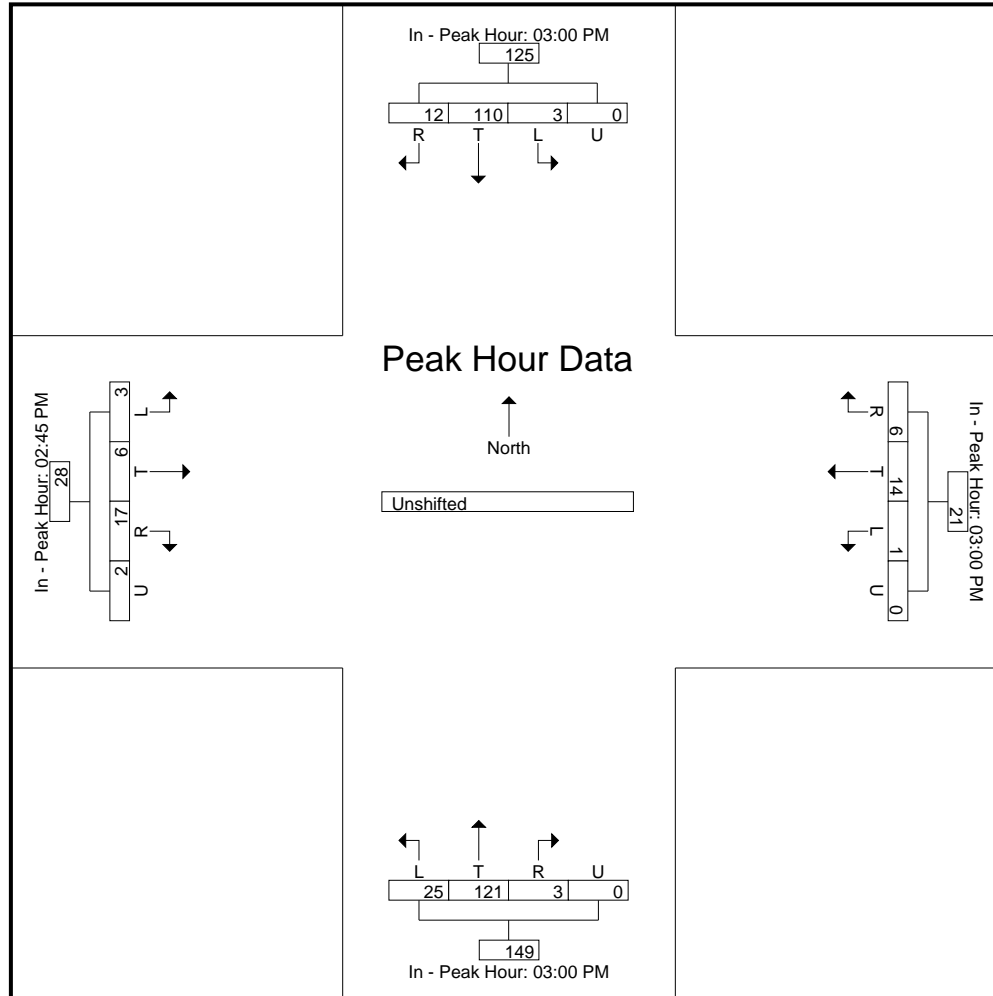 In - Peak Hour: 03:00 PM
125
12 110 3 0
R T L U
Peak Hour Data
North
Unshifted
In - Peak Hour: 02:45 PM
28
3 6 17 2
L T R U
In - Peak Hour: 03:00 PM
21
6 14 1 0
R T L U
L T R U
25 121 3 0
149
In - Peak Hour: 03:00 PM